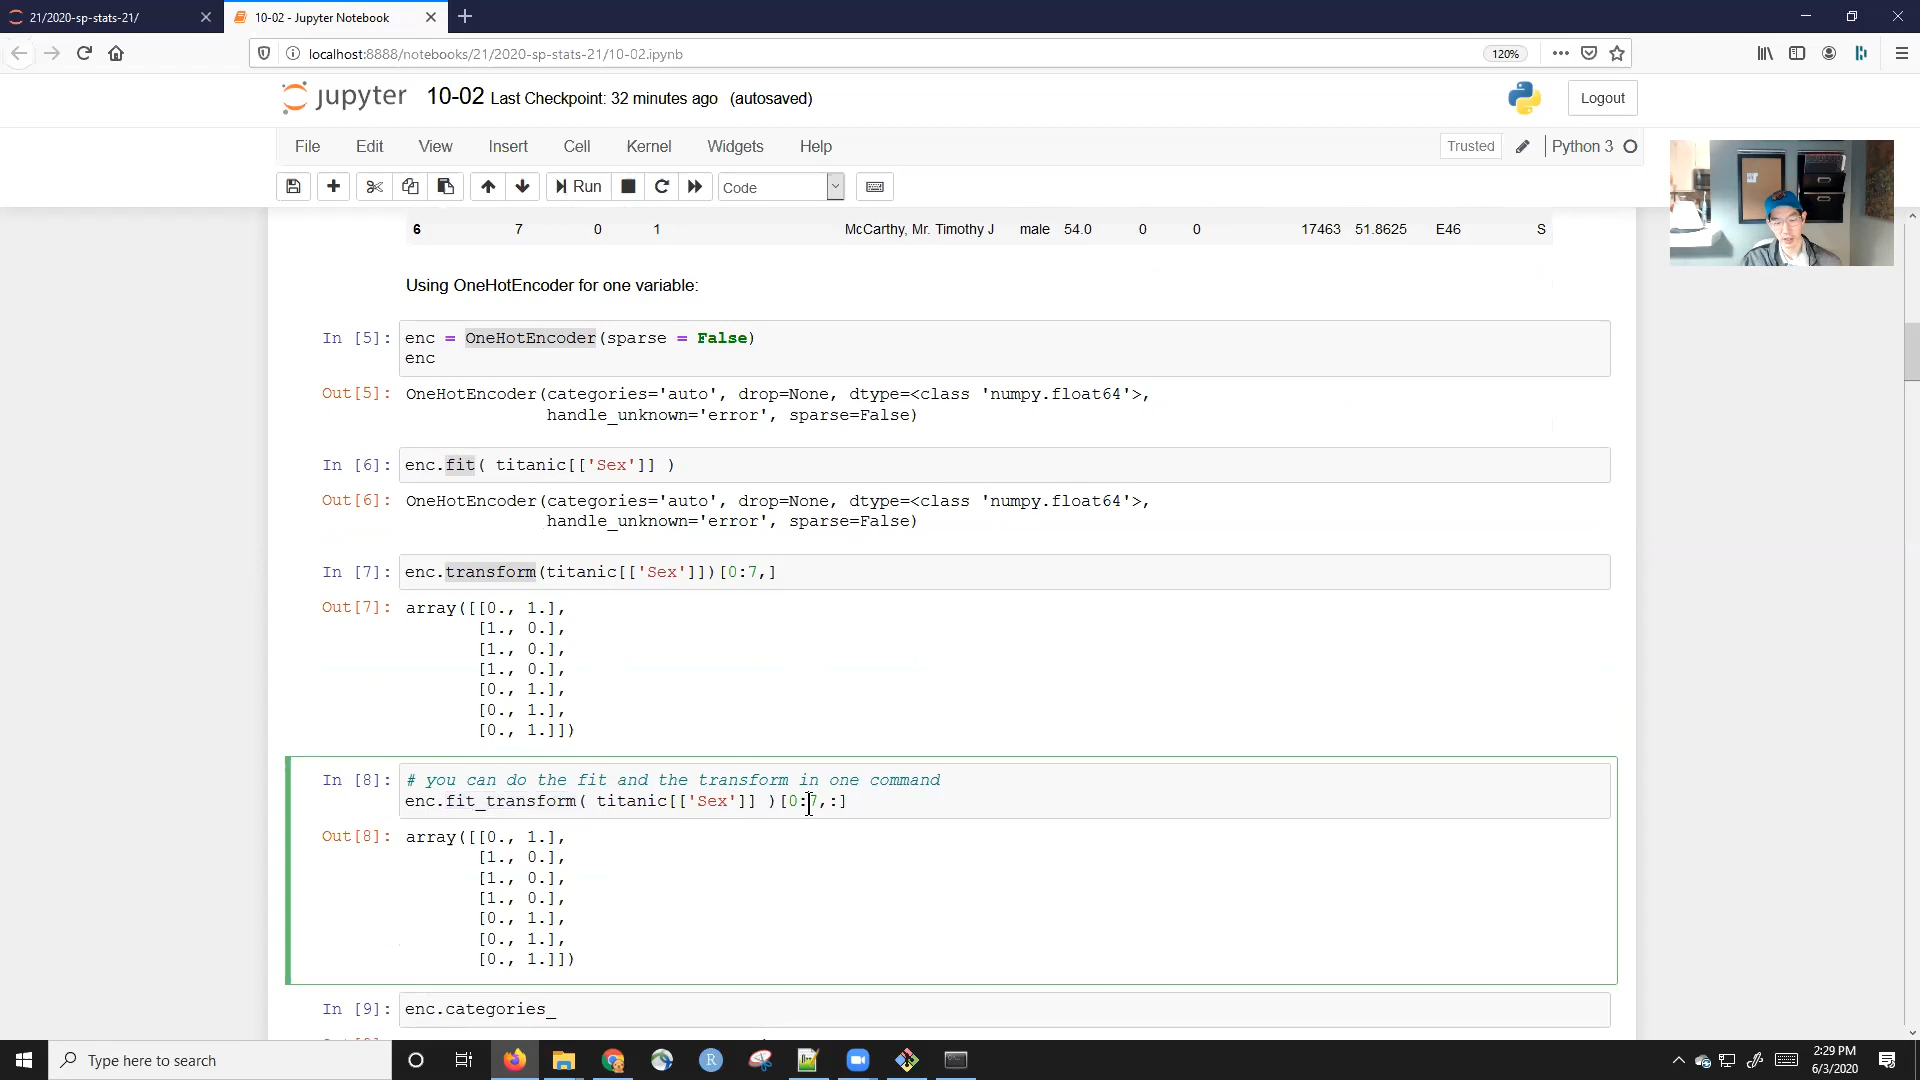 21/2020-sp-stats-21/
10-02 - Jupyter Notebook
localhost:8888/notebooks/21/2020-sp-stats-21/10-02.ipynb
120%
jupyter 10-02 Last Checkpoint: 32 minutes ago (autosaved)
Logout
File Edit View Insert Cell Kernel Widgets Help
Trusted
Python 3
Run
Code
6 7 0 1 McCarthy, Mr. Timothy J male 54.0 0 0 17463 51.8625 E46 S
Using OneHotEncoder for one variable:
In [5]: enc = OneHotEncoder(sparse = False)
enc
Out[5]: OneHotEncoder(categories='auto', drop=None, dtype=<class 'numpy.float64'>,
handle_unknown='error', sparse=False)
In [6]: enc.fit( titanic[['Sex']] )
Out[6]: OneHotEncoder(categories='auto', drop=None, dtype=<class 'numpy.float64'>,
handle_unknown='error', sparse=False)
In [7]: enc.transform(titanic[['Sex']])[0:7,]
Out[7]: array([[0., 1.],
[1., 0.],
[1., 0.],
[1., 0.],
[0., 1.],
[0., 1.],
[0., 1.]])
In [8]: # you can do the fit and the transform in one command
enc.fit_transform( titanic[['Sex']] )[0:7,:]
Out[8]: array([[0., 1.],
[1., 0.],
[1., 0.],
[1., 0.],
[0., 1.],
[0., 1.],
[0., 1.]])
In [9]: enc.categories_
Type here to search
R
2:29 PM
6/3/2020